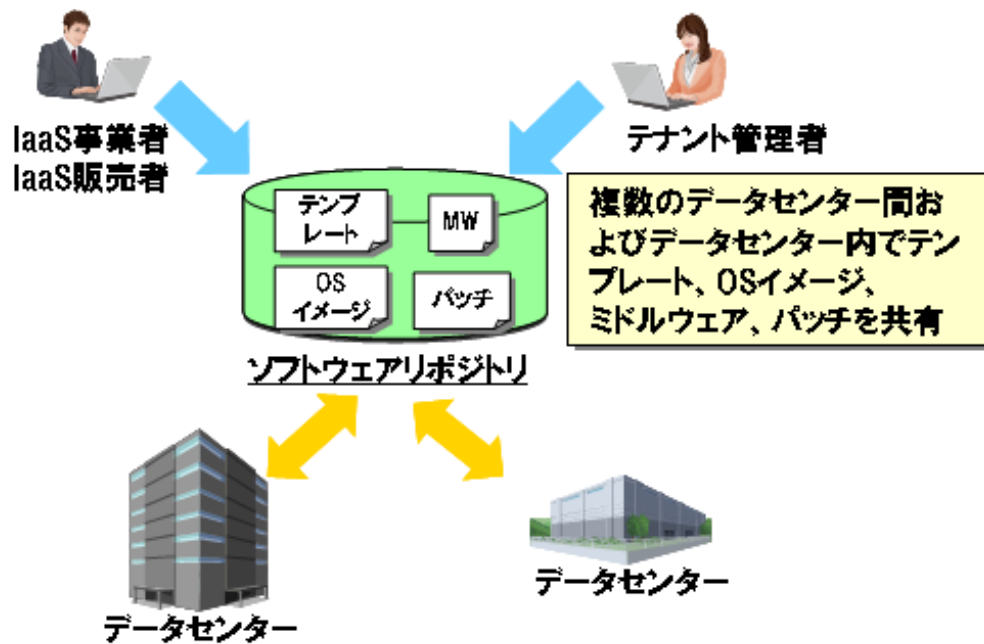 IaaS事業者
IaaS販売者
テナント管理者
テンプ
レート
MW
OS
イメージ
パッチ
ソフトウェアリポジトリ
複数のデータセンター間お
よびデータセンター内でテン
プレート、OSイメージ、
ミドルウェア、パッチを共有
データセンター
データセンター